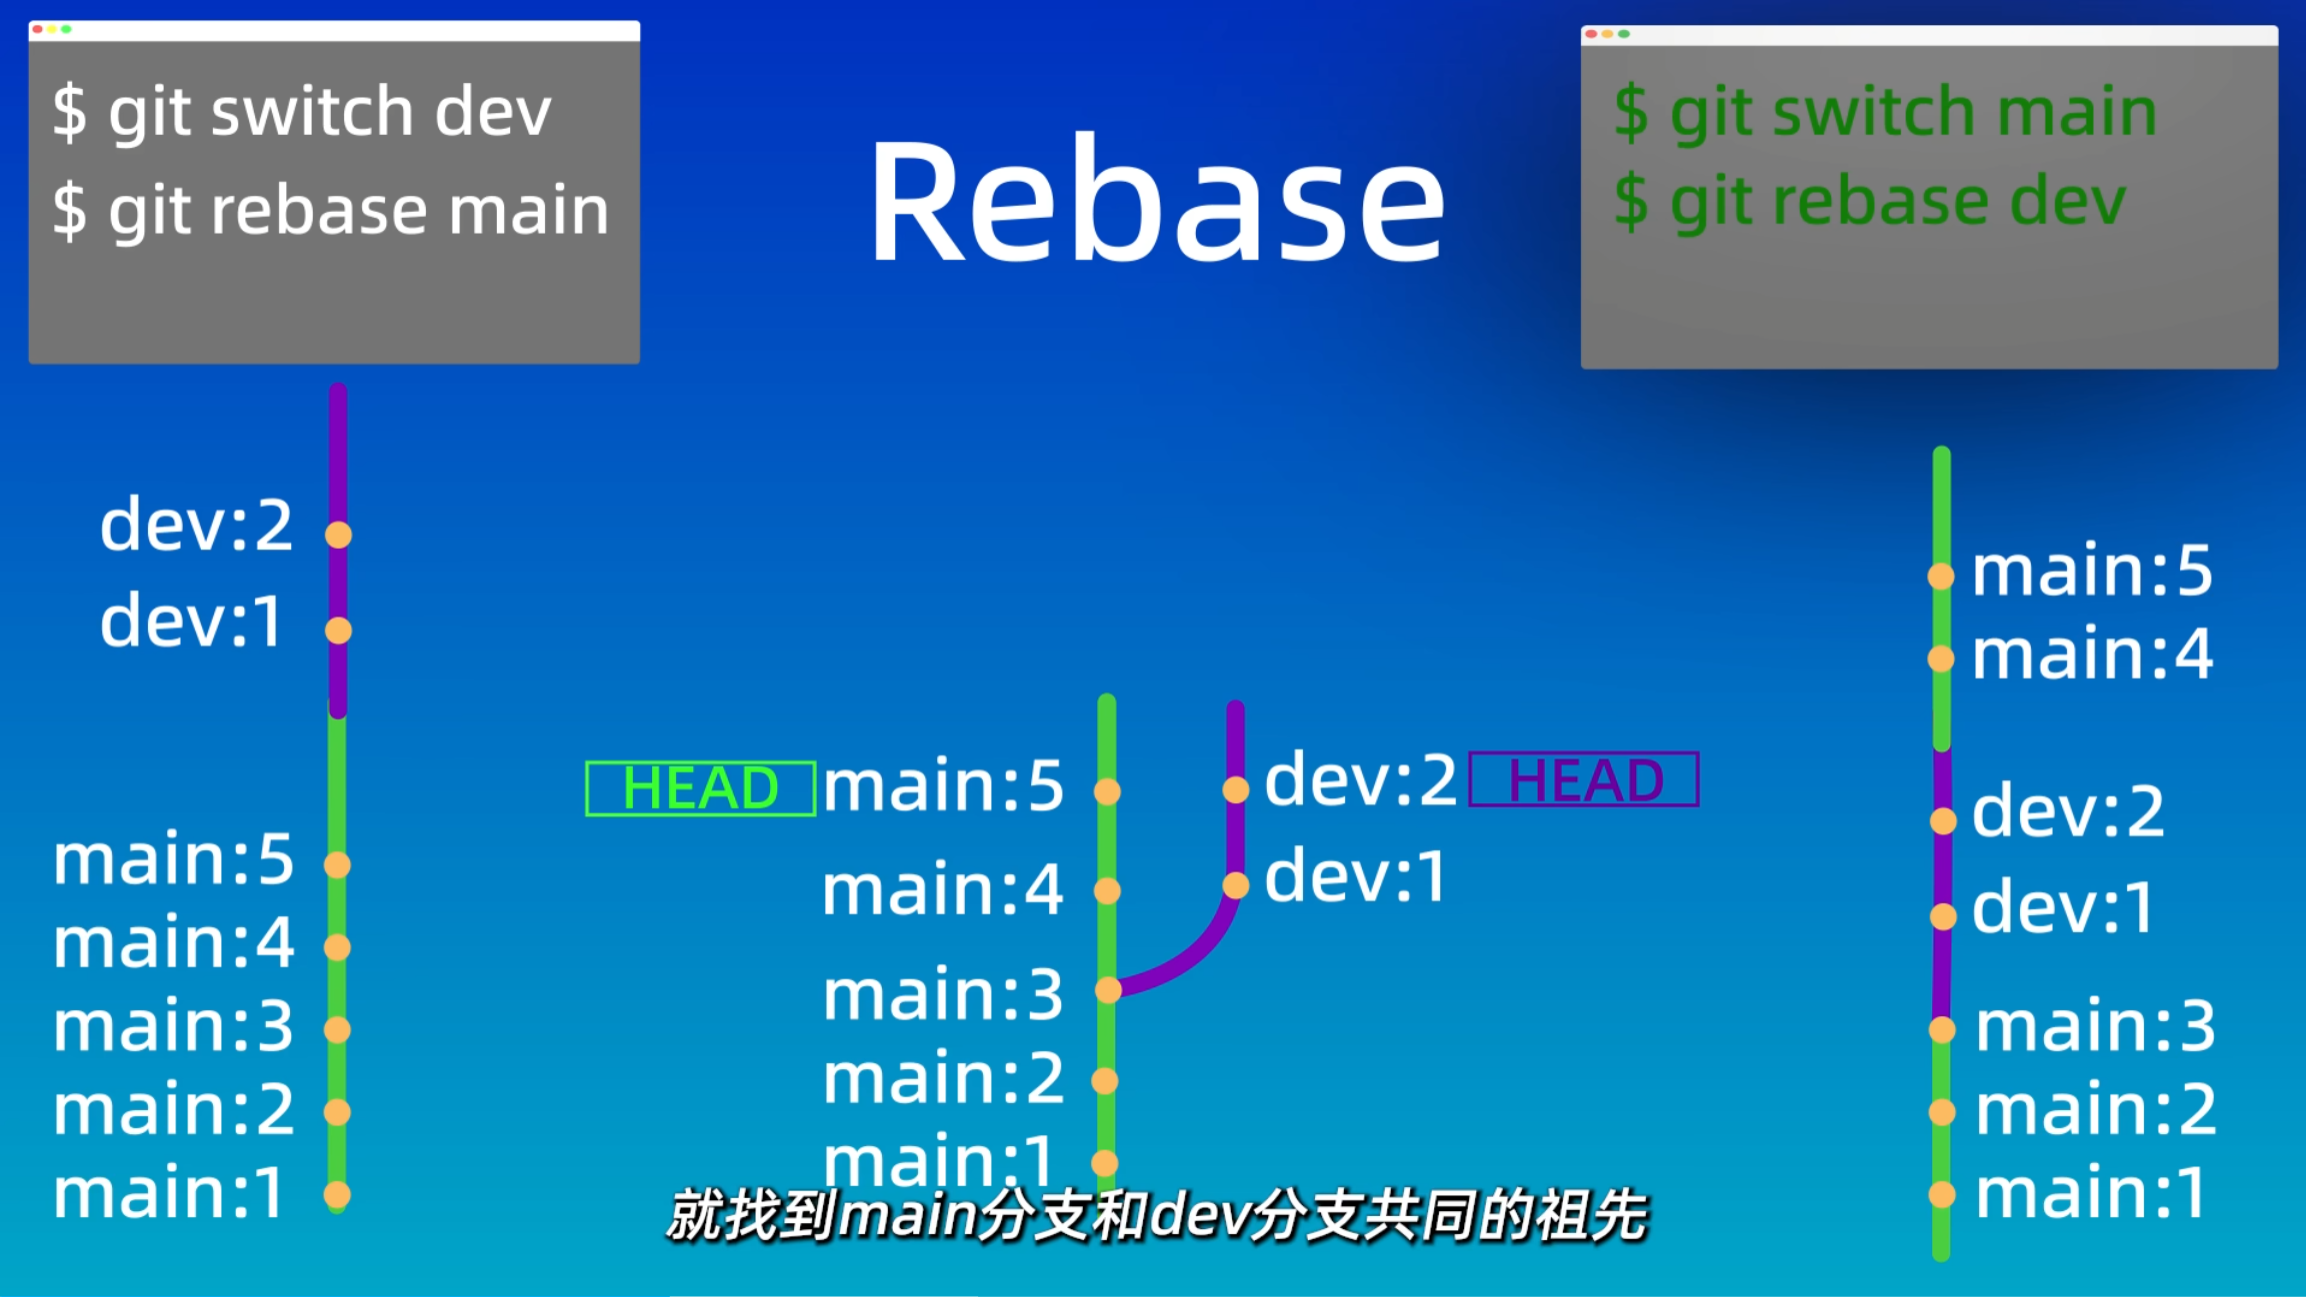 $ git switch dev
$ git rebase main
Rebase
$ git switch main
$ git rebase dev
dev:2
dev:1
main:5
main:4
main:3
main:2
main:1
HEAD
main:5
main:4
main:3
main:2
main:1
dev:2
HEAD
dev:1
main:5
main:4
dev:2
dev:1
main:3
main:2
main:1
就找到main分支和dev分支共同的祖先